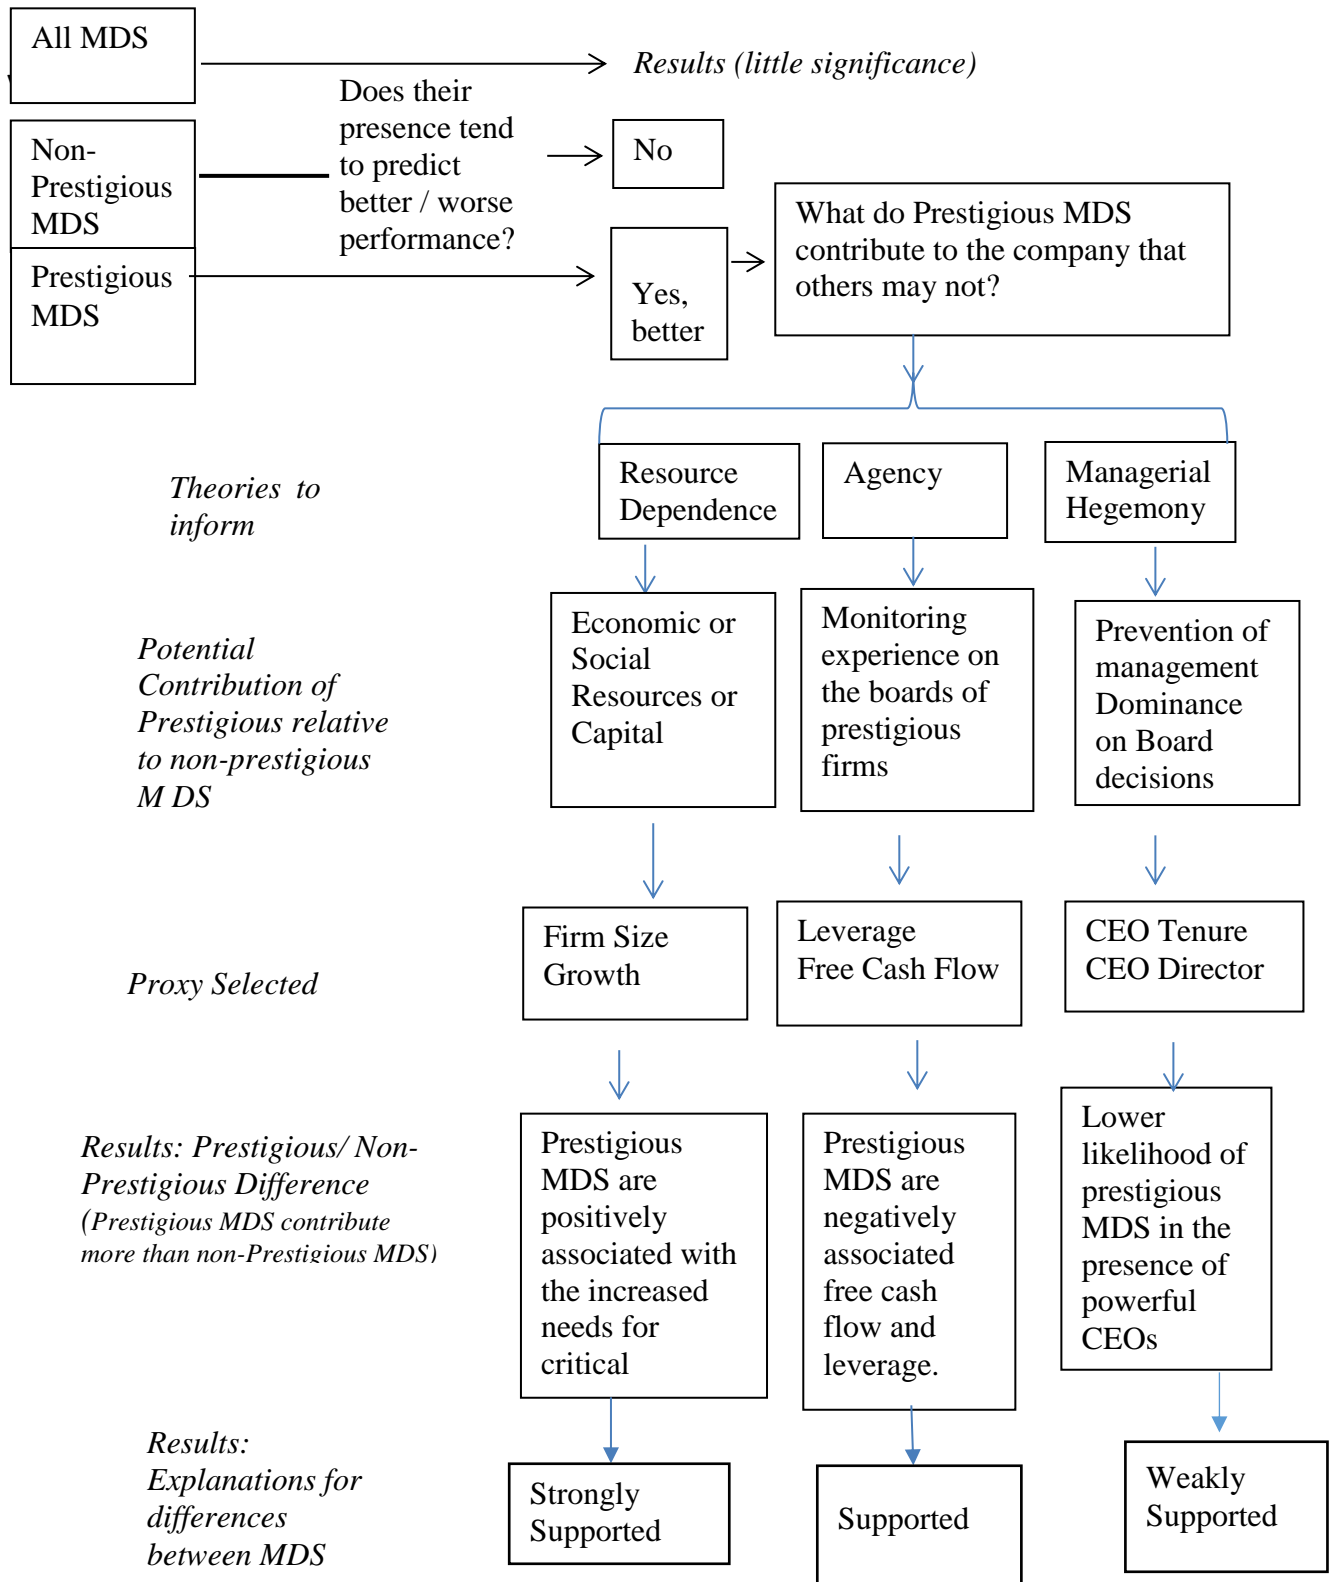 All MDS
Results (little significance)
Does their
presence tend
to predict
better / worse
performance?
Non-
Prestigious
MDS
No
Prestigious
MDS
Yes,
better
What do Prestigious MDS
contribute to the company that
others may not?
Theories to
inform
Resource
Dependence
Agency
Managerial
Hegemony
Potential
Contribution of
Prestigious relative
to non-prestigious
M DS
Economic or
Social
Resources or
Capital
Monitoring
experience on
the boards of
prestigious
firms
Prevention of
management
Dominance
on Board
decisions
Proxy Selected
Firm Size
Growth
Leverage
Free Cash Flow
CEO Tenure
CEO Director
Results: Prestigious/ Non-
Prestigious Difference
(Prestigious MDS contribute
more than non-Prestigious MDS)
Prestigious
MDS are
positively
associated with
the increased
needs for
critical
Prestigious
MDS are
negatively
associated
free cash
flow and
leverage.
Lower
likelihood of
prestigious
MDS in the
presence of
powerful
CEOs
Results:
Explanations for
differences
between MDS
Strongly
Supported
Supported
Weakly
Supported